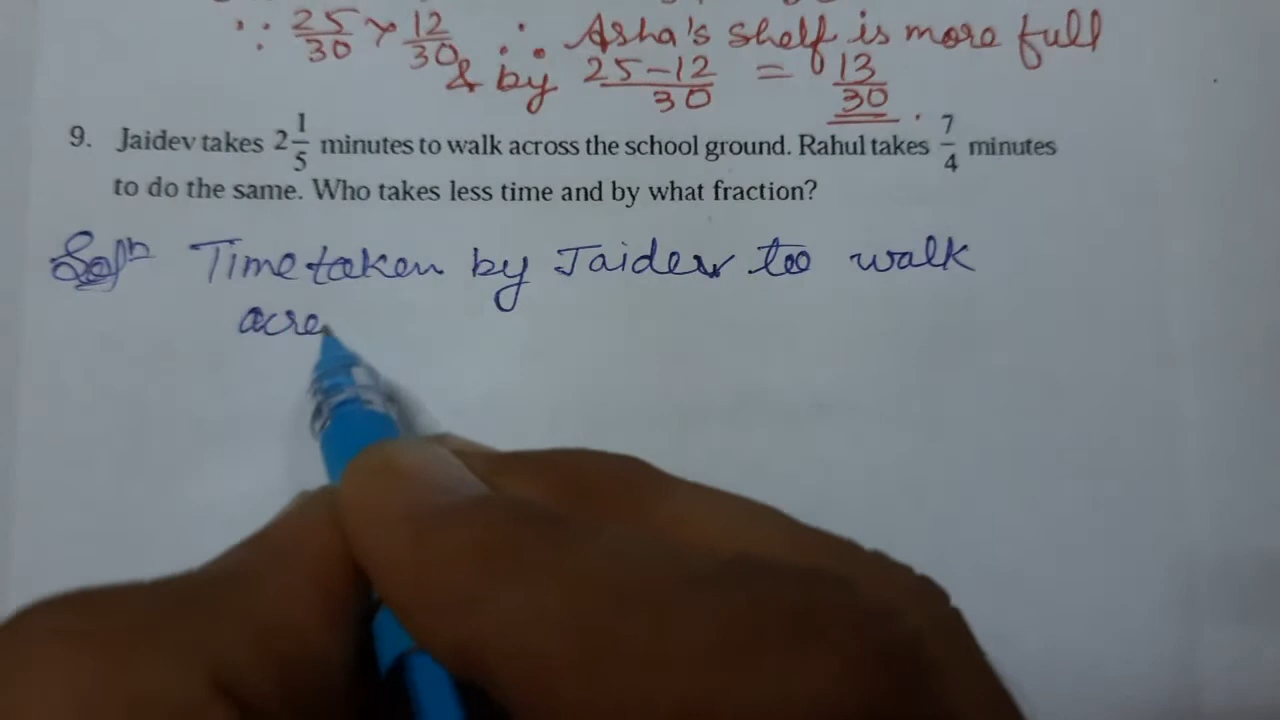 ∵ 25/30 > 12/30 ∴ Asha's shelf is more full
& by 25-12/30 = 13/30.
9. Jaidev takes 2 1/5 minutes to walk across the school ground. Rahul takes 7/4 minutes
to do the same. Who takes less time and by what fraction?
Solⁿ Time taken by Jaidev to walk
acro